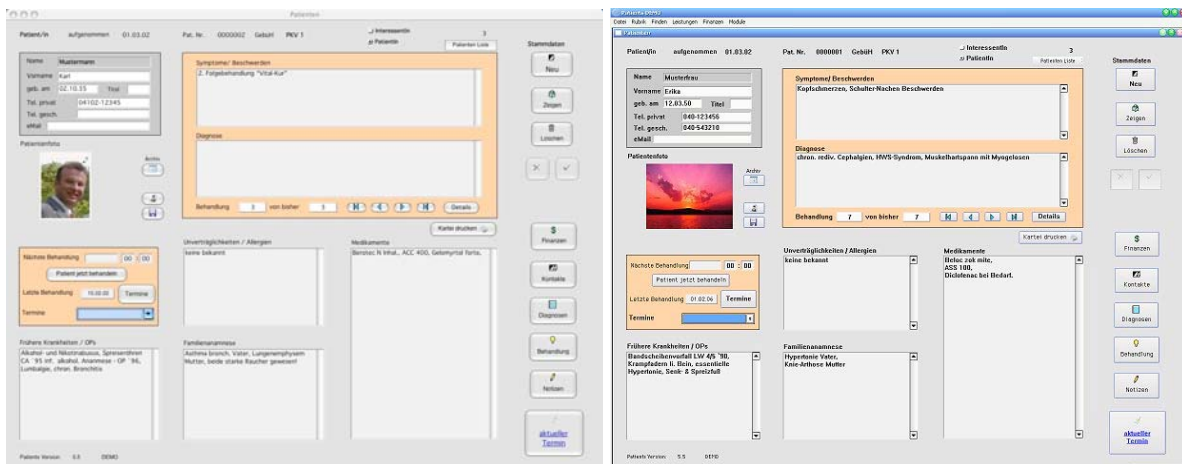 Patienten
Patient/in aufgenommen 01.03.02 Pat. Nr. 0000002 GebüH PKV 1
InteressentIn
PatientIn
3
Patienten Liste
Stammdaten
Name Mustermann
Vorname Karl
geb. am 02.10.35 Titel
Tel. privat 04102-12345
Tel. gesch.
eMail
Symptome/ Beschwerden
2. Folgebehandlung "Vital-Kur"
Neu
Zeigen
Löschen
Diagnose
Patientenfoto
Archiv
Behandlung 3 von bisher 5 Details
Kartei drucken
Finanzen
Kontakte
Diagnosen
Behandlung
Notizen
aktueller
Termin
Nächste Behandlung 00 : 00
Patient jetzt behandeln
Letzte Behandlung Termine
Termine
Unverträglichkeiten / Allergien
keine bekannt
Medikamente
Berotec N Inhal., ACC 400, Gelomyrtol forte,
Frühere Krankheiten / OPs
Alkohol- und Nikotinabusus,
Lumbalgie, chron. Bronchitis
Familienanamnese
Asthma bronch. Vater, Lungenemphysem
Mutter, beide starke Raucher gewesen!
Patients Version DEMO
Patients DEMO
Datei Rubrik Finden Leistungen Finanzen Module
Patienten
Patient/in aufgenommen 01.03.02 Pat. Nr. 0000001 GebüH PKV 1
InteressentIn
PatientIn
3
Patienten Liste
Stammdaten
Name Musterfrau
Vorname Erika
geb. am 12.03.50 Titel
Tel. privat 040-123456
Tel. gesch. 040-543210
eMail
Symptome/ Beschwerden
Kopfschmerzen, Schulter-Nacken Beschwerden
Neu
Zeigen
Löschen
Diagnose
chron. rediv. Cephalgien, HWS-Syndrom, Muskelhartspann mit Myogelosen
Patientenfoto
Archiv
Behandlung 7 von bisher 7 Details
Kartei drucken
Finanzen
Kontakte
Diagnosen
Behandlung
Notizen
aktueller
Termin
Nächste Behandlung 00 : 00
Patient jetzt behandeln
Letzte Behandlung 01.02.06 Termine
Termine
Unverträglichkeiten / Allergien
keine bekannt
Medikamente
Beloc zok mite,
ASS 100,
Diclofenac bei Bedarf.
Frühere Krankheiten / OPs
Bandscheibenvorfall LW 4/5 '98,
Krampfadern li. Bein, essentielle
Hypertonie, Senk- & Spreizfuß
Familienanamnese
Hypertonie Vater,
Knie-Arthose Mutter
Patients Version 5.5 DEMO